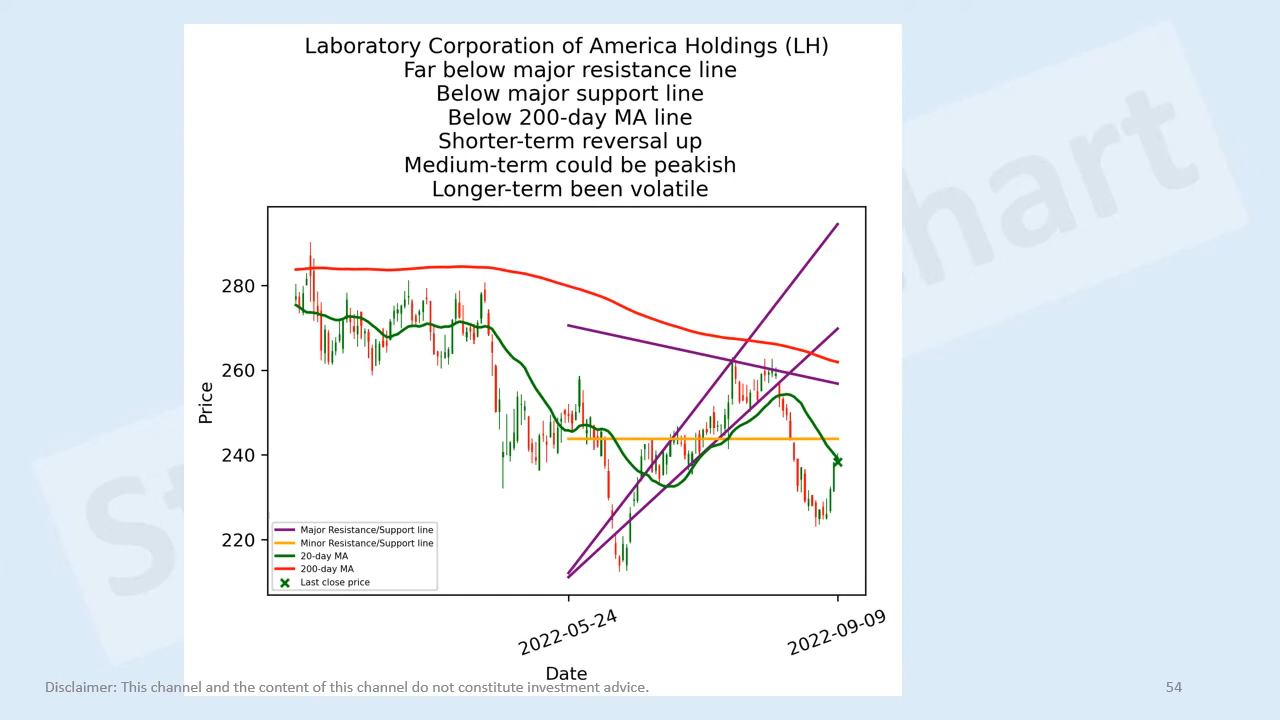 Laboratory Corporation of America Holdings (LH)
Far below major resistance line
Below major support line
Below 200-day MA line
Shorter-term reversal up
Medium-term could be peakish
Longer-term been volatile
280
260
240
220
Price
Major Resistance/Support line
Minor Resistance/Support line
20-day MA
200-day MA
Last close price
2022-05-24
2022-09-09
Date
Disclaimer: This channel and the content of this channel do not constitute investment advice.
54